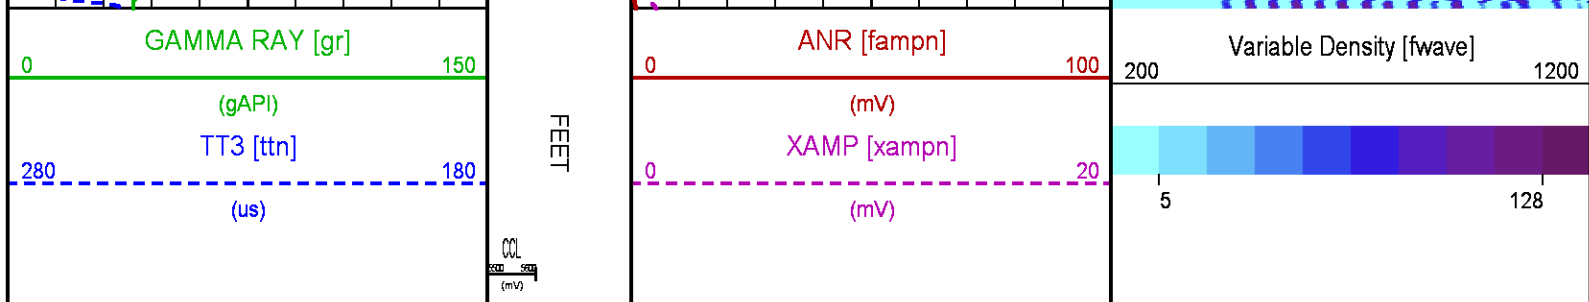 GAMMA RAY [gr]
0 150
(gAPI)
TT3 [ttn]
280 180
(us)
FEET
CCL
(mV)
ANR [fampn]
0 100
(mV)
XAMP [xampn]
0 20
(mV)
Variable Density [fwave]
200 1200
5 128